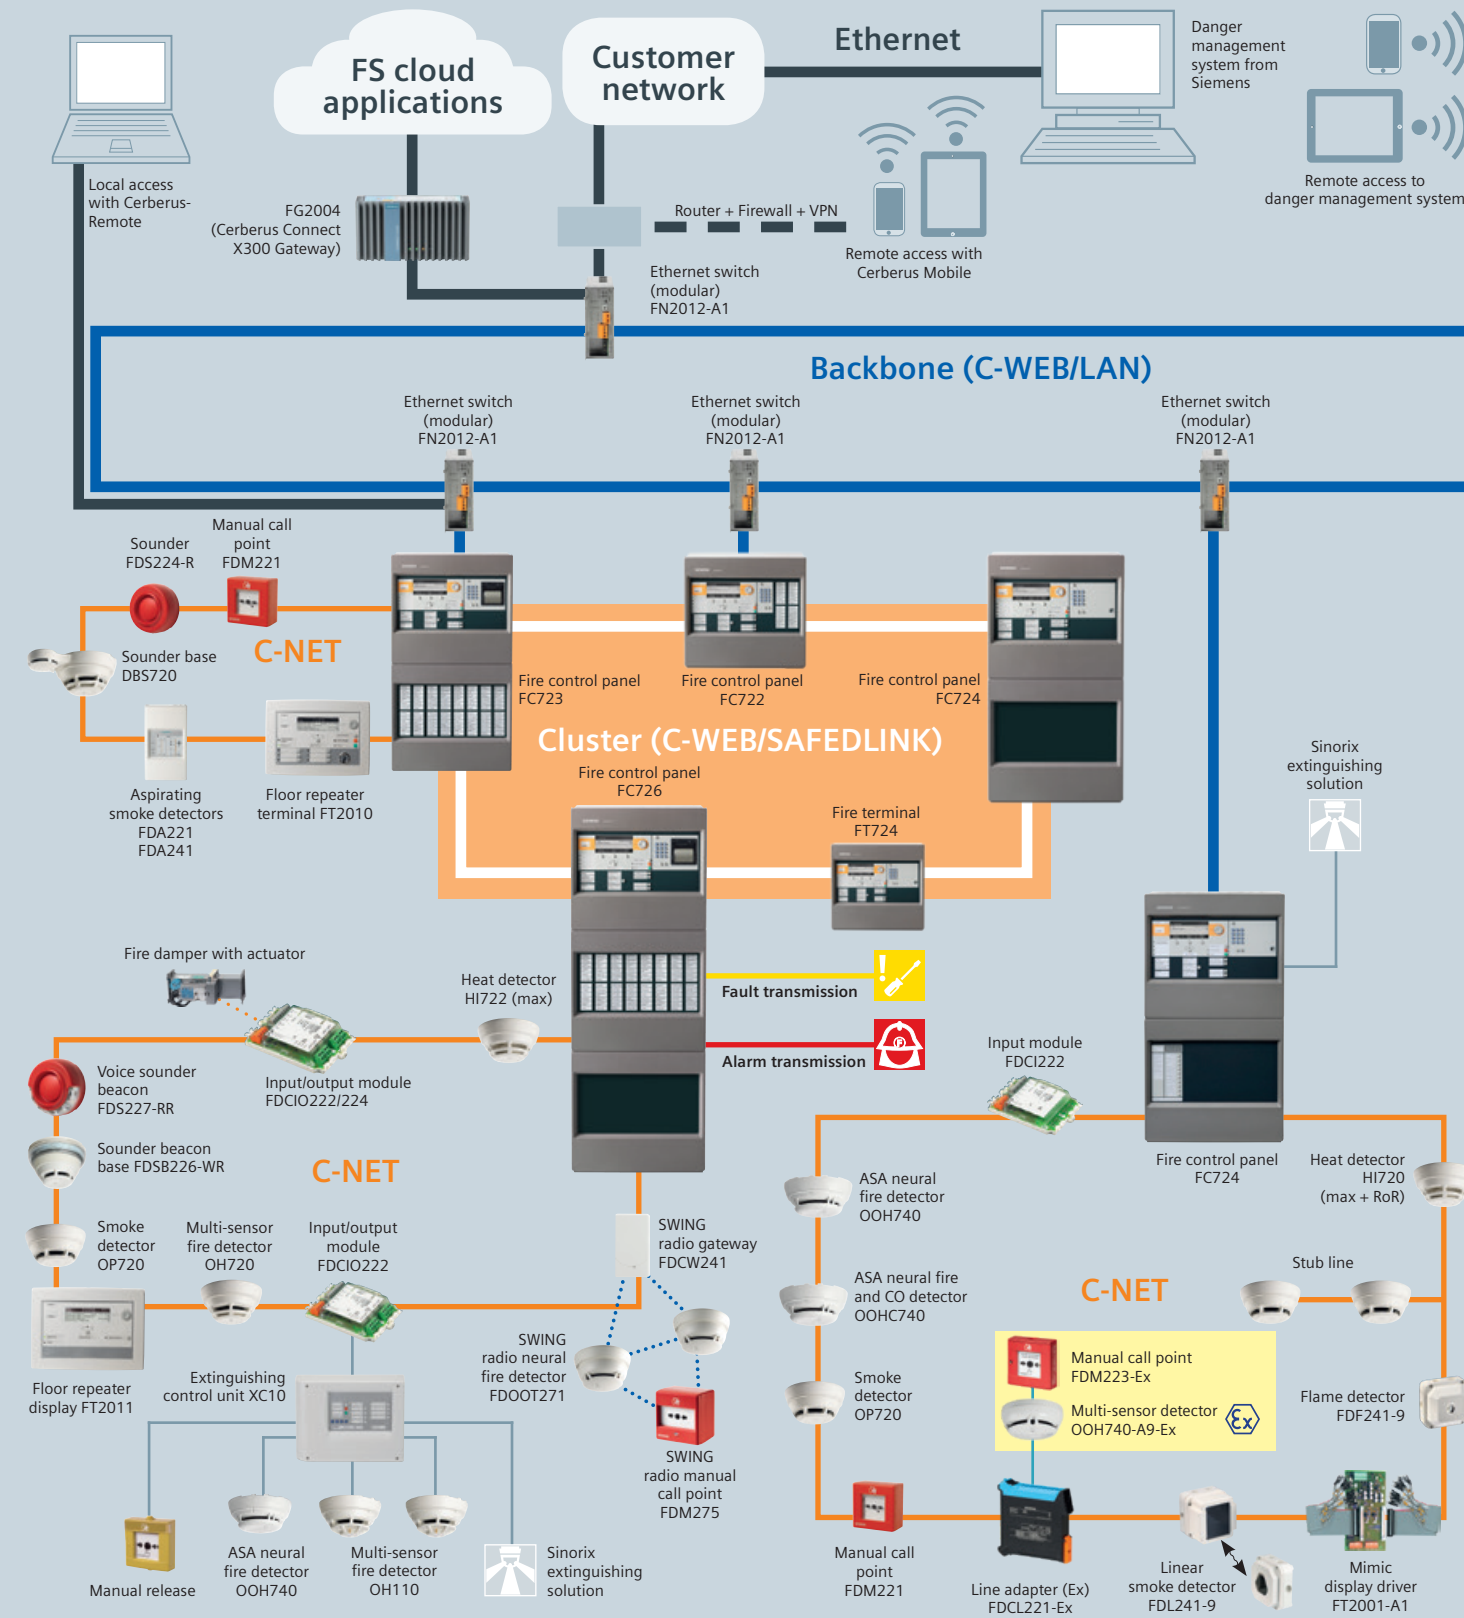 FS cloud
applications
Customer
network
Ethernet
Danger
management
system from
Siemens
Local access
with Cerberus-
Remote
FG2004
(Cerberus Connect
X300 Gateway)
Router + Firewall + VPN
Remote access with
Cerberus Mobile
Remote access to
danger management system
Ethernet switch
(modular)
FN2012-A1
Backbone (C-WEB/LAN)
Ethernet switch
(modular)
FN2012-A1
Ethernet switch
(modular)
FN2012-A1
Ethernet switch
(modular)
FN2012-A1
Sounder
FDS224-R
Manual call
point
FDM221
C-NET
Sounder base
DBS720
Aspirating
smoke detectors
FDA221
FDA241
Floor repeater
terminal FT2010
Fire control panel
FC723
Fire control panel
FC722
Fire control panel
FC724
Cluster (C-WEB/SAFEDLINK)
Fire control panel
FC726
Fire terminal
FT724
Sinorix
extinguishing
solution
Fire damper with actuator
Heat detector
HI722 (max)
Fault transmission
Alarm transmission
Input/output module
FDCIO222/224
Voice sounder
beacon
FDS227-RR
Sounder beacon
base FDSB226-WR
C-NET
Smoke
detector
OP720
Multi-sensor
fire detector
OH720
Input/output
module
FDCIO222
SWING
radio gateway
FDCW241
SWING
radio neural
fire detector
FDOOT271
SWING
radio manual
call point
FDM275
Floor repeater
display FT2011
Extinguishing
control unit XC10
Manual release
ASA neural
fire detector
OOH740
Multi-sensor
fire detector
OH110
Sinorix
extinguishing
solution
Input module
FDCI222
Fire control panel
FC724
Heat detector
HI720
(max + RoR)
ASA neural
fire detector
OOH740
ASA neural fire
and CO detector
OOHC740
C-NET
Stub line
Smoke
detector
OP720
Manual call point
FDM223-Ex
Multi-sensor detector
OOH740-A9-Ex
Ex
Flame detector
FDF241-9
Manual call
point
FDM221
Line adapter (Ex)
FDCL221-Ex
Linear
smoke detector
FDL241-9
Mimic
display driver
FT2001-A1